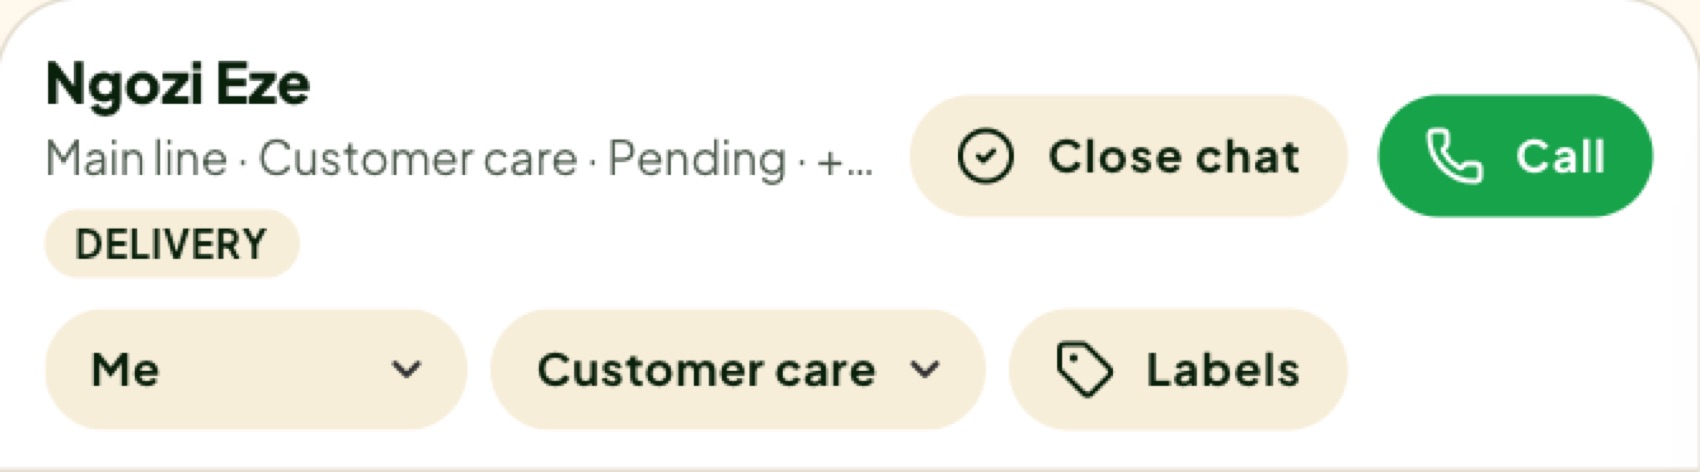 Ngozi Eze
Main line · Customer care · Pending · +...
Close chat
Call
DELIVERY
Me
Customer care
Labels